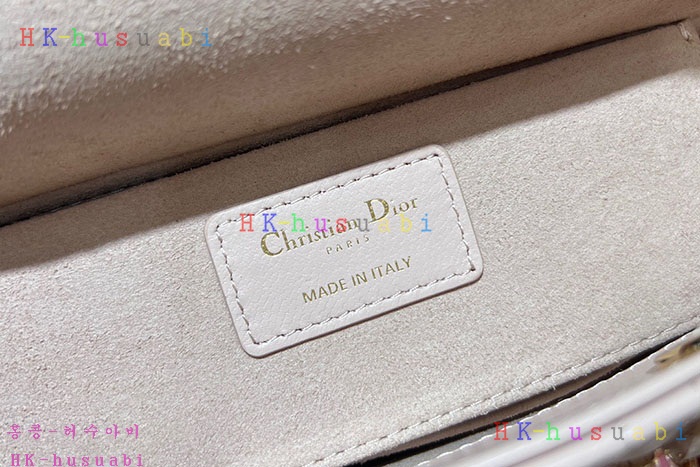 HK-husuabi
HK-husuabi
Christian Dior
PARIS
MADE IN ITALY
홍콩-허수아비
HK-husuabi
HK-husuabi